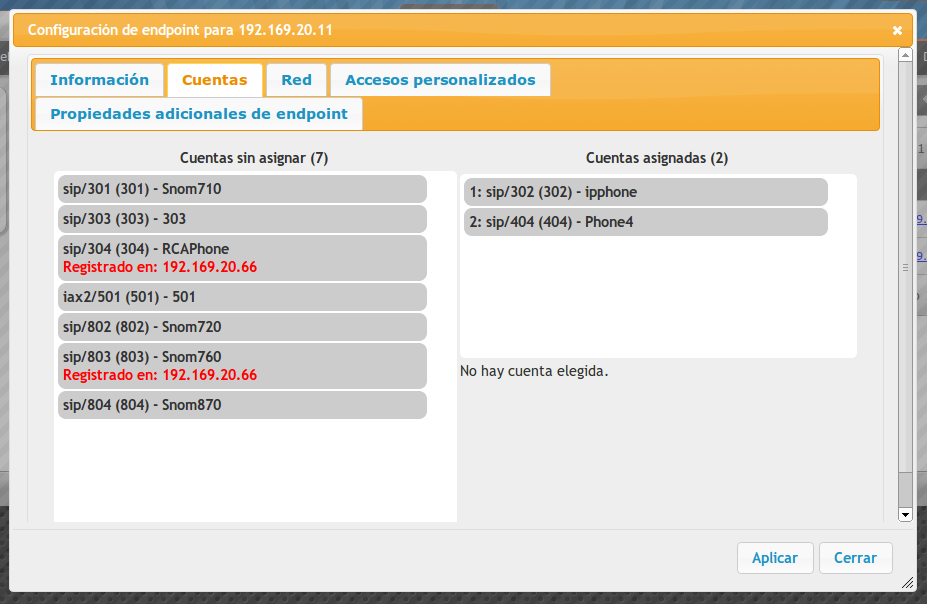 Configuración de endpoint para 192.169.20.11
Información
Cuentas
Red
Accesos personalizados
Propiedades adicionales de endpoint
Cuentas sin asignar (7)
sip/301 (301) - Snom710
sip/303 (303) - 303
sip/304 (304) - RCAPhone
Registrado en: 192.169.20.66
iax2/501 (501) - 501
sip/802 (802) - Snom720
sip/803 (803) - Snom760
Registrado en: 192.169.20.66
sip/804 (804) - Snom870
Cuentas asignadas (2)
1: sip/302 (302) - ipphone
2: sip/404 (404) - Phone4
No hay cuenta elegida.
Aplicar
Cerrar